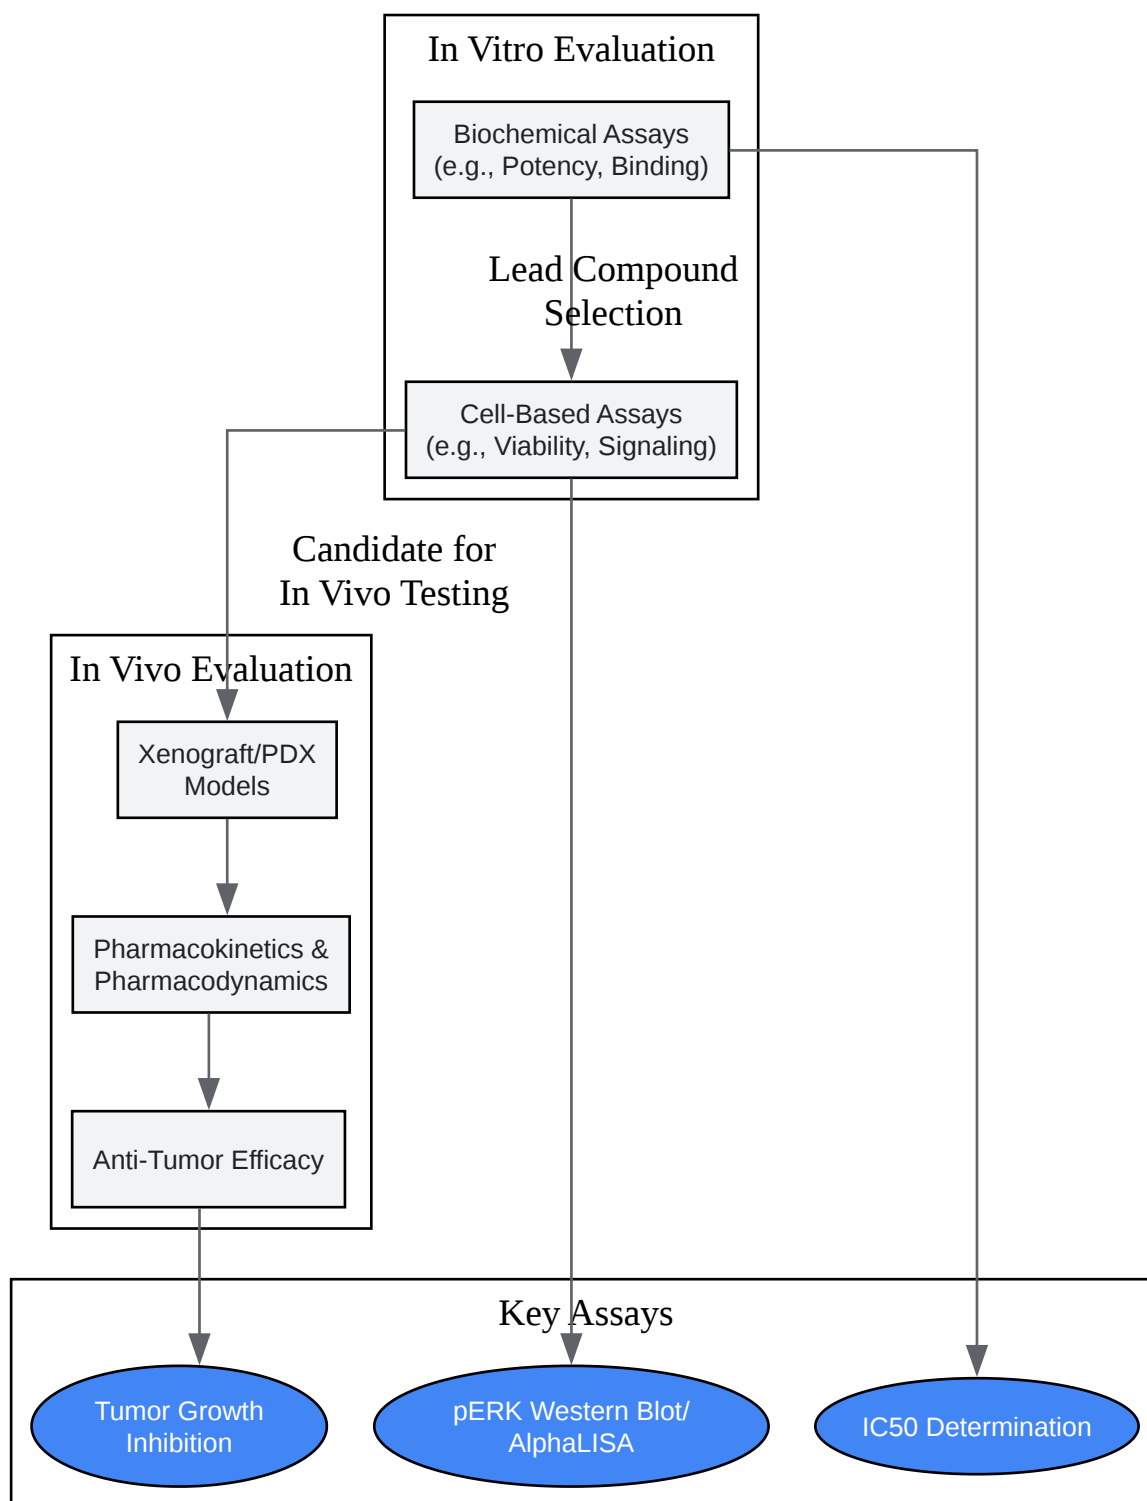 In Vitro Evaluation
Biochemical Assays
(e.g., Potency, Binding)
Lead Compound
Selection
Cell-Based Assays
(e.g., Viability, Signaling)
Candidate for
In Vivo Testing
In Vivo Evaluation
Xenograft/PDX
Models
Pharmacokinetics &
Pharmacodynamics
Anti-Tumor Efficacy
Key Assays
Tumor Growth
Inhibition
pERK Western Blot/
AlphaLISA
IC50 Determination